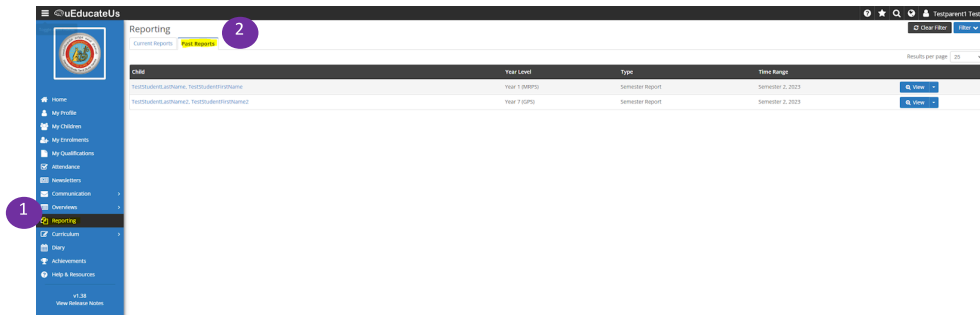 uEducateUs
Testparent1 Test
Reporting
2
Clear Filter
Filter
Current Reports
Past Reports
Results per page
25
Child
Year Level
Type
Time Range
TestStudentLastName, TestStudentFirstName
Year 1 (MRPS)
Semester Report
Semester 2, 2023
View
TestStudentLastName2, TestStudentFirstName2
Year 7 (GPS)
Semester Report
Semester 2, 2023
View
Home
My Profile
My Children
My Enrolments
My Qualifications
Attendance
Newsletters
Communication
Overviews
1
Reporting
Curriculum
Diary
Achievements
Help & Resources
v1.38
View Release Notes